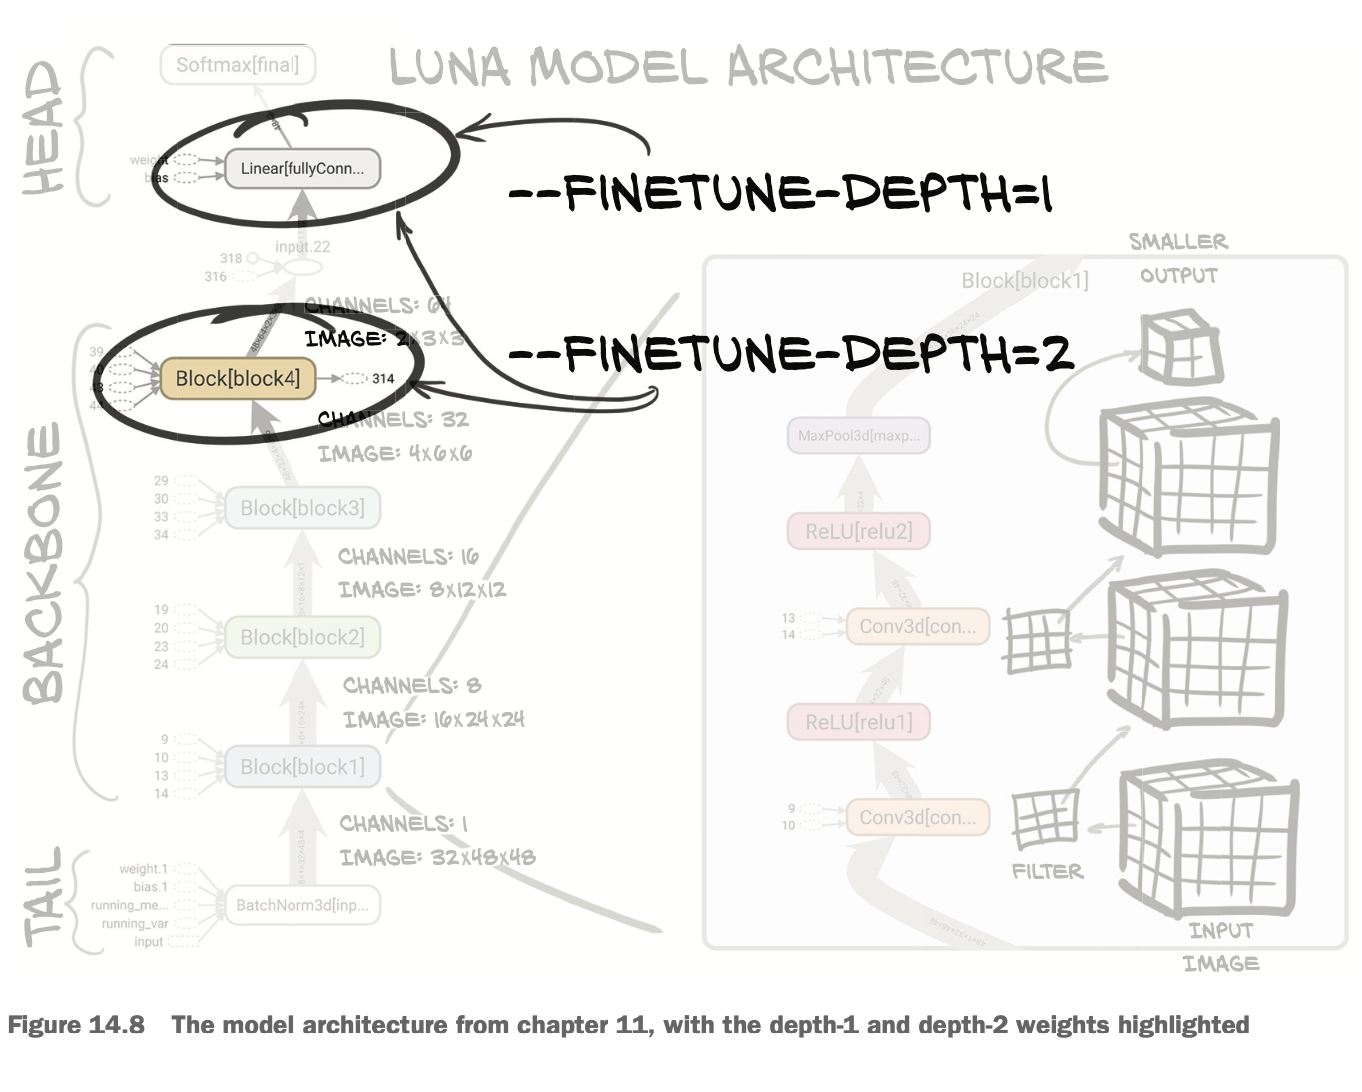 LUNA MODEL ARCHITECTURE
HEAD
Softmax[final]
weight
bias
Linear[fullyConn...
--FINETUNE-DEPTH=1
input.22
318
316
CHANNELS: 64
IMAGE: 2x3x3
--FINETUNE-DEPTH=2
BACKBONE
39
44
Block[block4]
314
CHANNELS: 32
IMAGE: 4x6x6
29
30
33
34
Block[block3]
CHANNELS: 16
IMAGE: 8x12x12
19
20
23
24
Block[block2]
CHANNELS: 8
IMAGE: 16x24x24
9
10
13
14
Block[block1]
CHANNELS: 1
IMAGE: 32x48x48
TAIL
weight.1
bias.1
running_me...
running_var
input
BatchNorm3d[inp...
Block[block1]
SMALLER
OUTPUT
MaxPool3d[maxp...
ReLU[relu2]
13
14
Conv3d[con...
ReLU[relu1]
9
10
Conv3d[con...
FILTER
INPUT
IMAGE
Figure 14.8 The model architecture from chapter 11, with the depth-1 and depth-2 weights highlighted